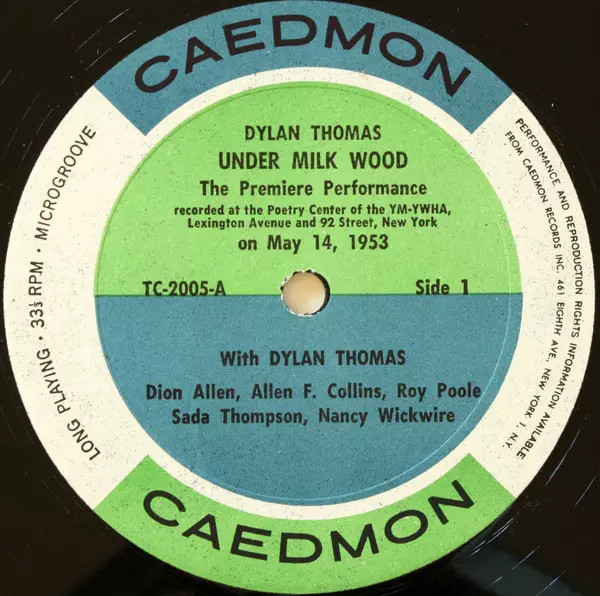 CAEDMON
DYLAN THOMAS
UNDER MILK WOOD
The Premiere Performance
recorded at the Poetry Center of the YM-YWHA,
Lexington Avenue and 92 Street, New York
on May 14, 1953
TC-2005-A
Side 1
With DYLAN THOMAS
Dion Allen, Allen F. Collins, Roy Poole
Sada Thompson, Nancy Wickwire
LONG PLAYING · 33⅓ RPM · MICROGROOVE
PERFORMANCE AND REPRODUCTION RIGHTS INFORMATION AVAILABLE
FROM CAEDMON RECORDS INC. 461 EIGHTH AVE., NEW YORK 1, N.Y.
CAEDMON